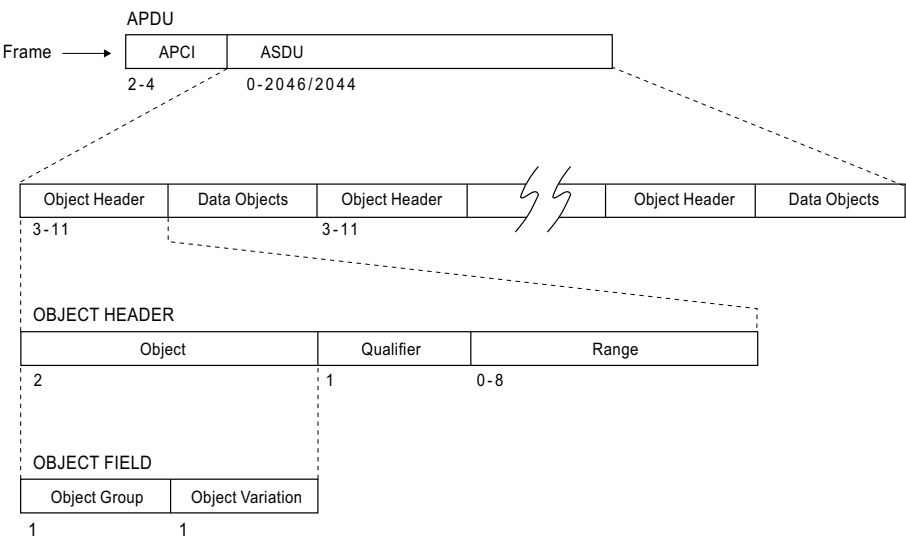 APDU
Frame
APCI ASDU
2-4 0-2046/2044
Object Header Data Objects Object Header Object Header Data Objects
3-11 3-11
OBJECT HEADER
Object Qualifier Range
2 1 0-8
OBJECT FIELD
Object Group Object Variation
1 1